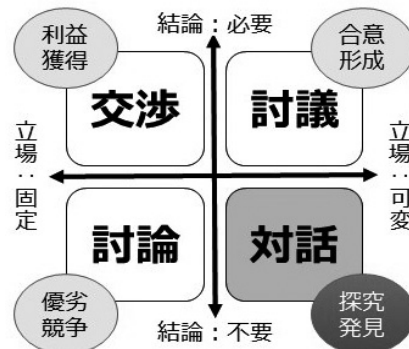 利益
獲得
結論：必要
合意
形成
交渉
討議
立場：固定
立場：可変
討論
対話
優劣
競争
結論：不要
探究
発見